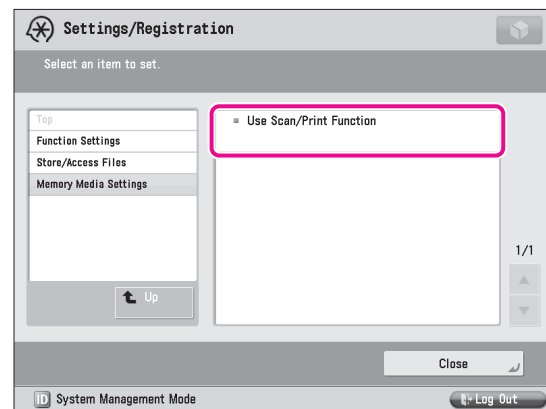 Settings/Registration
Select an item to set.
Top
Function Settings
Store/Access Files
Memory Media Settings
Up
Use Scan/Print Function
1/1
Close
ID System Management Mode
Log Out